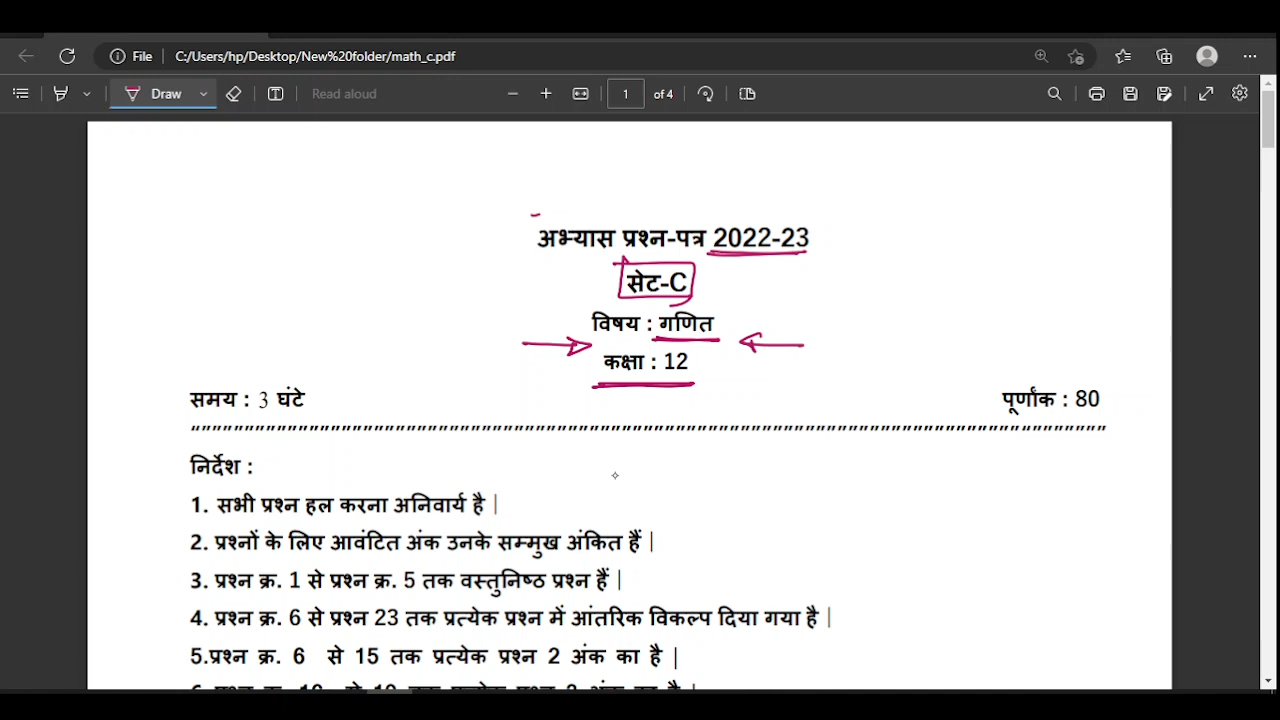 File C:/Users/hp/Desktop/New%20folder/math_c.pdf
Draw Read aloud 1 of 4
अभ्यास प्रश्न-पत्र 2022-23
सेट-C
विषय : गणित
कक्षा : 12
समय : 3 घंटे पूर्णांक : 80
निर्देश :
1. सभी प्रश्न हल करना अनिवार्य है |
2. प्रश्नों के लिए आवंटित अंक उनके सम्मुख अंकित हैं |
3. प्रश्न क्र. 1 से प्रश्न क्र. 5 तक वस्तुनिष्ठ प्रश्न हैं |
4. प्रश्न क्र. 6 से प्रश्न 23 तक प्रत्येक प्रश्न में आंतरिक विकल्प दिया गया है |
5.प्रश्न क्र. 6 से 15 तक प्रत्येक प्रश्न 2 अंक का है |